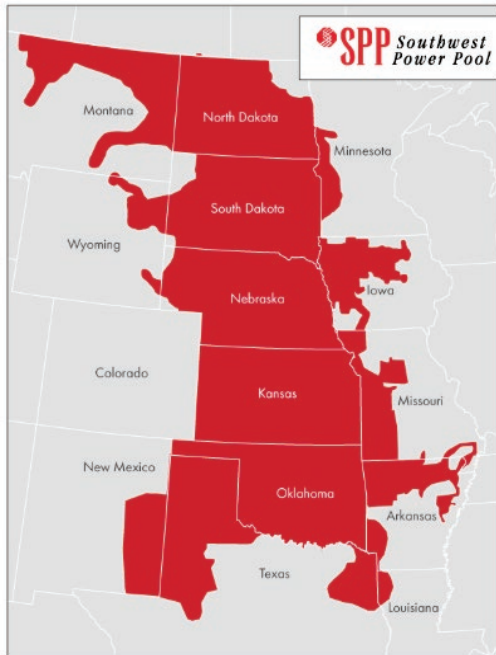 SPP Southwest
Power Pool
Montana
North Dakota
Minnesota
South Dakota
Wyoming
Nebraska
Iowa
Colorado
Kansas
Missouri
New Mexico
Oklahoma
Arkansas
Texas
Louisiana